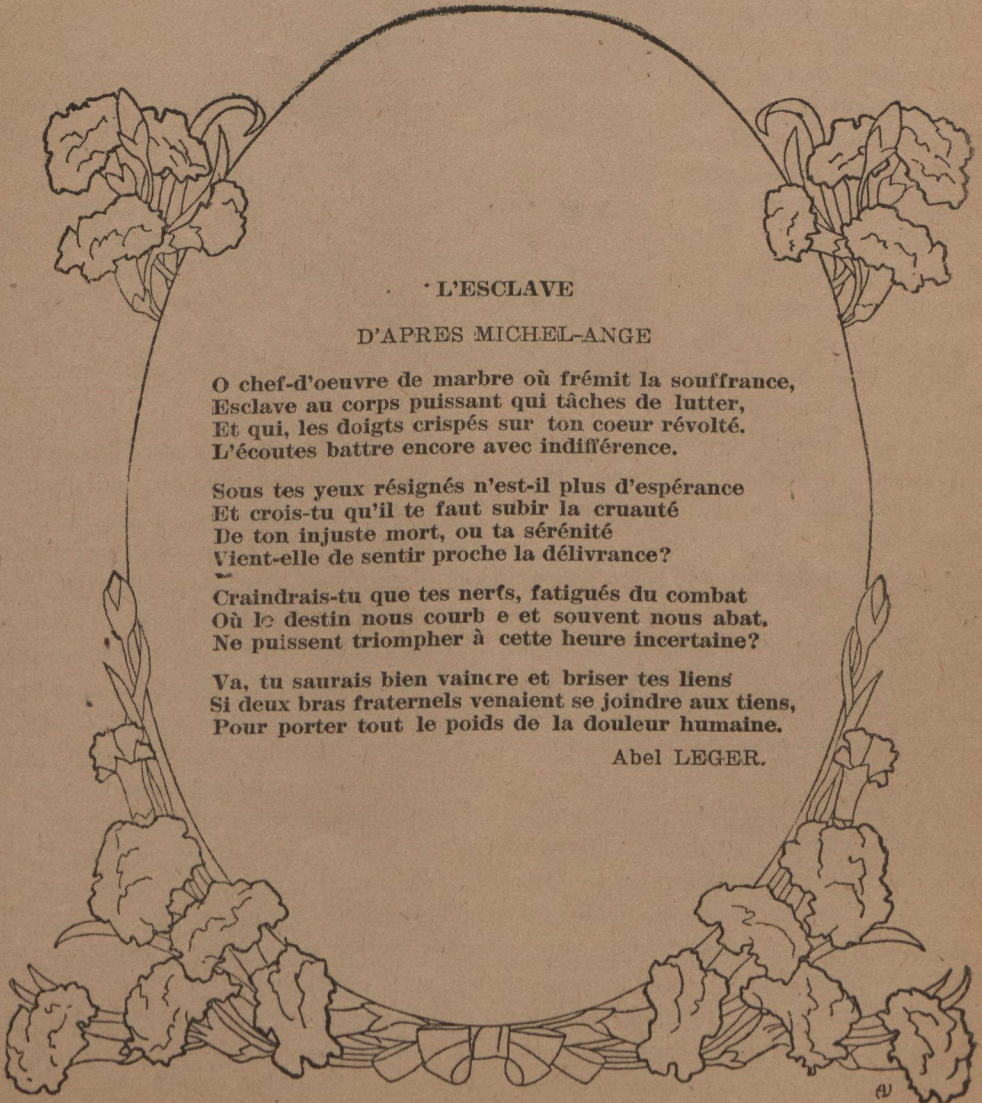 L'ESCLAVE
D'APRES MICHEL-ANGE
O chef-d'oeuvre de marbre où frémit la souffrance,
Esclave au corps puissant qui tâches de lutter,
Et qui, les doigts crispés sur ton coeur révolté.
L'écoutes battre encore avec indifférence.
Sous tes yeux résignés n'est-il plus d'espérance
Et crois-tu qu'il te faut subir la cruauté
De ton injuste mort, ou ta sérénité
Vient-elle de sentir proche la délivrance?
Craindrais-tu que tes nerfs, fatigués du combat
Où le destin nous courb e et souvent nous abat.
Ne puissent triompher à cette heure incertaine?
Va, tu saurais bien vaincre et briser tes liens
Si deux bras fraternels venaient se joindre aux tiens,
Pour porter tout le poids de la douleur humaine.
Abel LEGER.